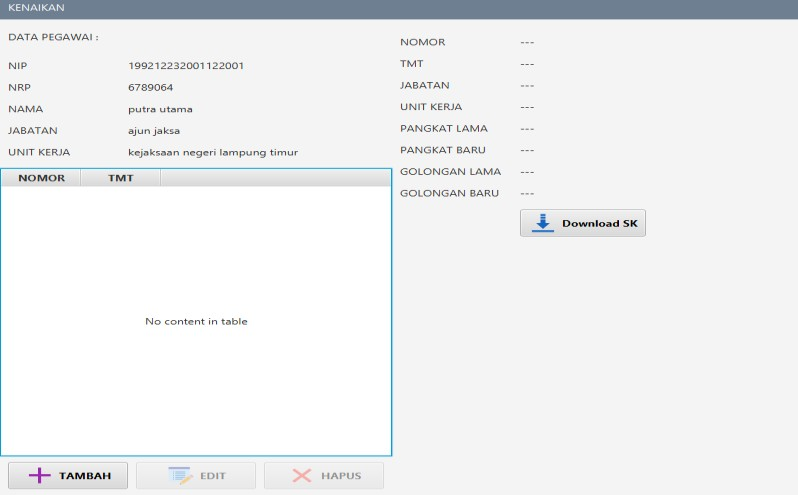 KENAIKAN
DATA PEGAWAI :
NIP 199212232001122001
NRP 6789064
NAMA putra utama
JABATAN ajun jaksa
UNIT KERJA kejaksaan negeri lampung timur
NOMOR TMT
No content in table
TAMBAH EDIT HAPUS
NOMOR ---
TMT ---
JABATAN ---
UNIT KERJA ---
PANGKAT LAMA ---
PANGKAT BARU ---
GOLONGAN LAMA ---
GOLONGAN BARU ---
Download SK